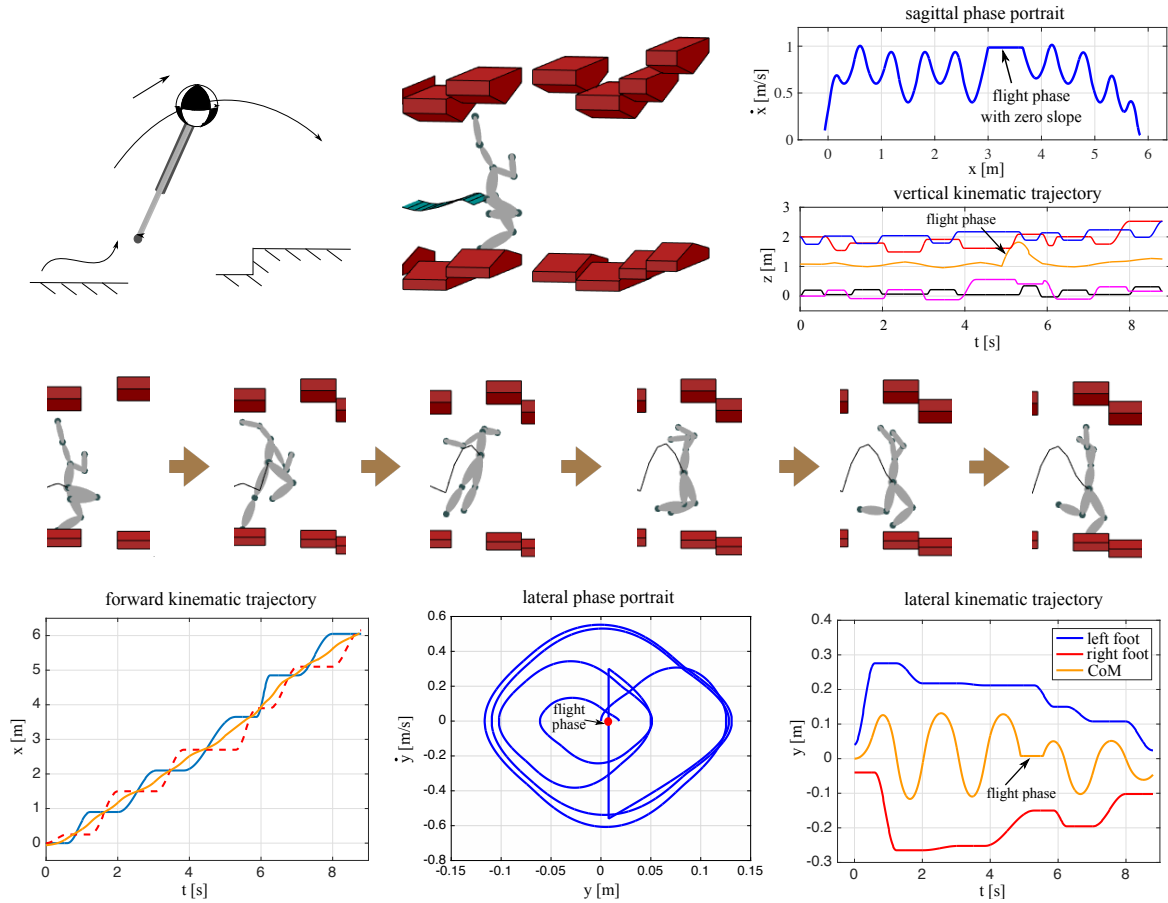 sagittal phase portrait
1
0.5
0
ẋ [m/s]
flight phase
with zero slope
0 1 2 3 4 5 6
x [m]
vertical kinematic trajectory
3
2
1
0
z [m]
flight phase
0 2 4 6 8
t [s]
forward kinematic trajectory
6
5
4
3
2
1
0
x [m]
0 2 4 6 8
t [s]
lateral phase portrait
0.6
0.4
0.2
0
-0.2
-0.4
-0.6
-0.8
ẏ [m/s]
flight
phase
-0.15 -0.1 -0.05 0 0.05 0.1 0.15
y [m]
lateral kinematic trajectory
0.4
0.3
0.2
0.1
0
-0.1
-0.2
-0.3
y [m]
left foot
right foot
CoM
flight phase
0 2 4 6 8
t [s]